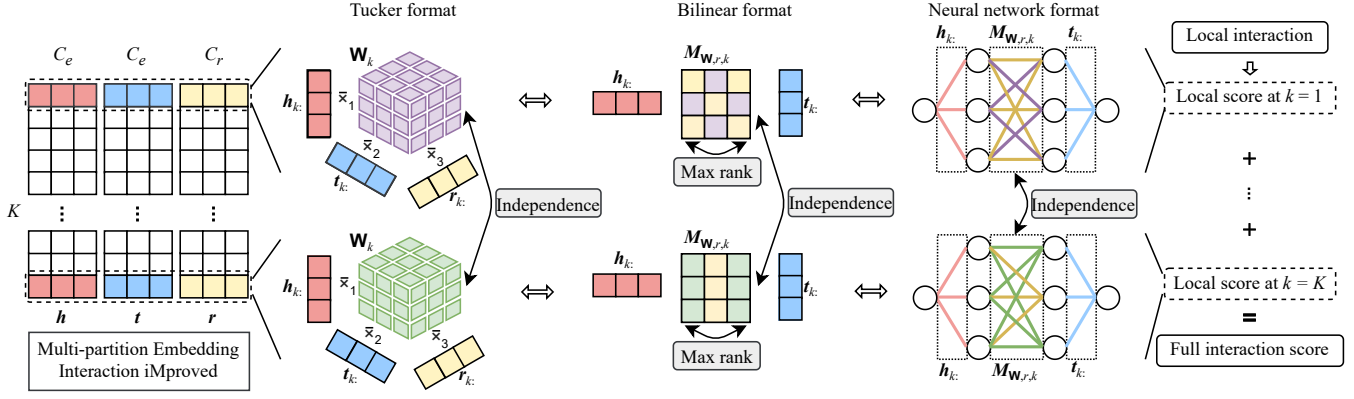 Tucker format
Bilinear format
Neural network format
C_e
C_e
C_r
K
h
t
r
Multi-partition Embedding
Interaction iMproved
W_k
h_k:
x̄_1
x̄_2
x̄_3
t_k:
r_k:
W_k
h_k:
x̄_1
x̄_2
x̄_3
t_k:
r_k:
Independence
h_k:
M_W,r,k
t_k:
Max rank
Independence
h_k:
M_W,r,k
t_k:
Max rank
h_k:
M_W,r,k
t_k:
Independence
h_k:
M_W,r,k
t_k:
Local interaction
Local score at k = 1
+
⋮
+
Local score at k = K
=
Full interaction score